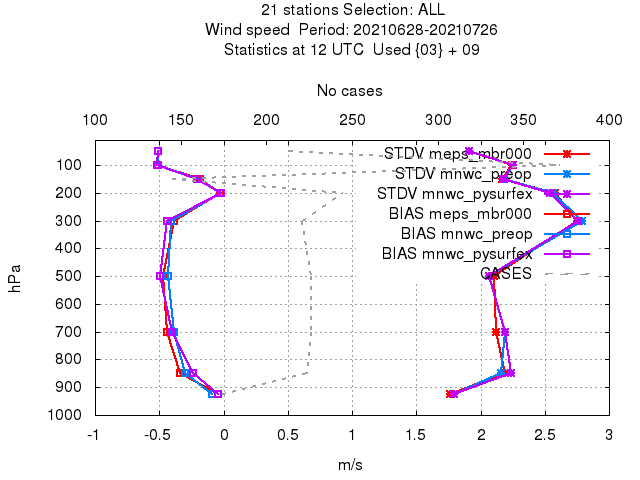 21 stations Selection: ALL
Wind speed  Period: 20210628-20210726
Statistics at 12 UTC  Used {03} + 09
No cases
100 150 200 250 300 350 400
STDV meps_mbr000
STDV mnwc_preop
STDV mnwc_pysurfex
BIAS meps_mbr000
BIAS mnwc_preop
BIAS mnwc_pysurfex
CASES
100
200
300
400
500
600
700
800
900
1000
hPa
-1 -0.5 0 0.5 1 1.5 2 2.5 3
m/s